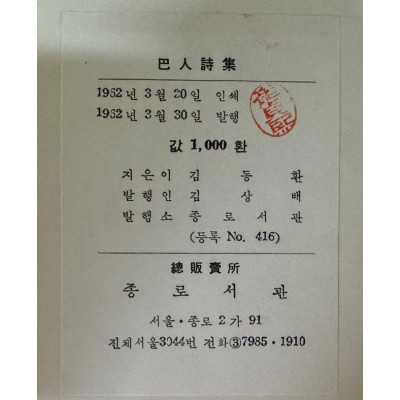 巴人詩集
1962년 3월 20일 인쇄
1962년 3월 30일 발행
값 1,000 환
지은이 김동환
발행인 김상배
발행소 종로서관
(등록 No. 416)
總販賣所
종로서관
서울·종로 2가 91
진체서울3044번 전화③7985·1910